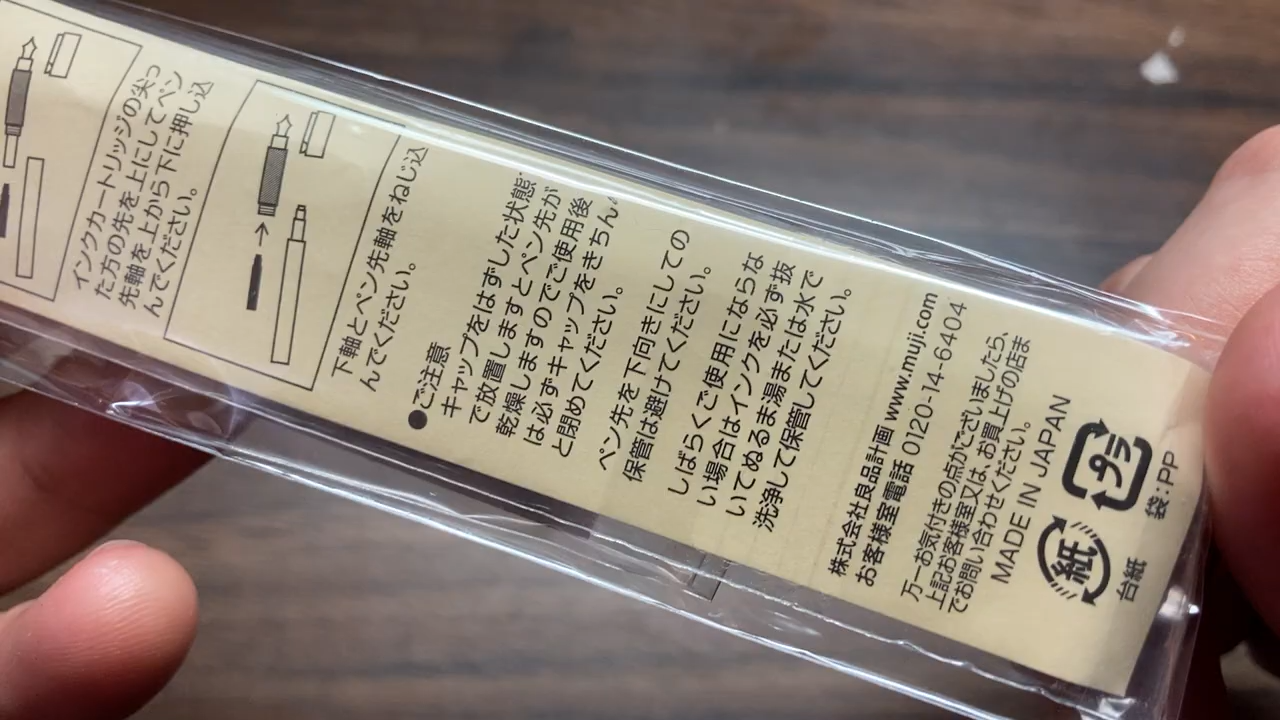 インクカートリッジの尖っ
た方の先を上にしてペン
先軸を上から下に押し込
んでください。
下軸とペン先軸をねじ込
んでください。
●ご注意
キャップをはずした状態
で放置しますとペン先が
乾燥しますのでご使用後
は必ずキャップをきちん
と閉めてください。
ペン先を下向きにしての
保管は避けてください。
しばらくご使用にならな
い場合はインクを必ず抜
いてぬるま湯または水で
洗浄して保管してください。
株式会社良品計画 www.muji.com
お客様室電話 0120-14-6404
万一お気付きの点がございましたら、
上記お客様室又は、お買上げの店ま
でお問い合わせください。
MADE IN JAPAN
紙
プラ
台紙
袋：PP